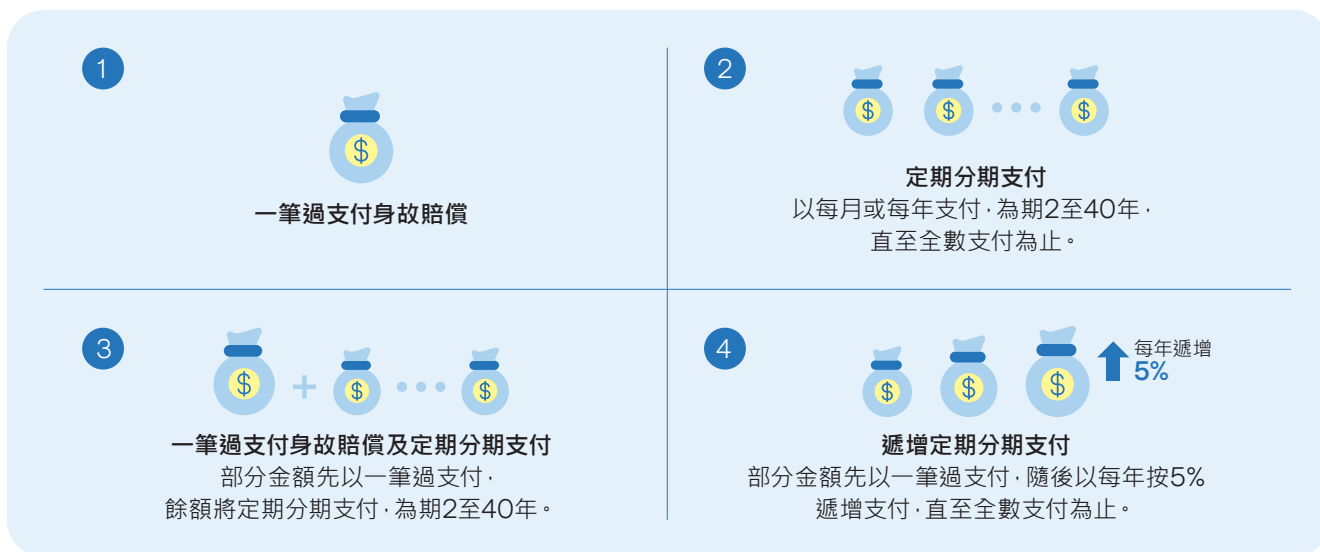 1
$
一筆過支付身故賠償
2
$ $ $
定期分期支付
以每月或每年支付，為期2至40年，
直至全數支付為止。
3
$ + $ $
一筆過支付身故賠償及定期分期支付
部分金額先以一筆過支付，
餘額將定期分期支付，為期2至40年。
4
$ $ $
每年遞增
5%
遞增定期分期支付
部分金額先以一筆過支付，隨後以每年按5%
遞增支付，直至全數支付為止。